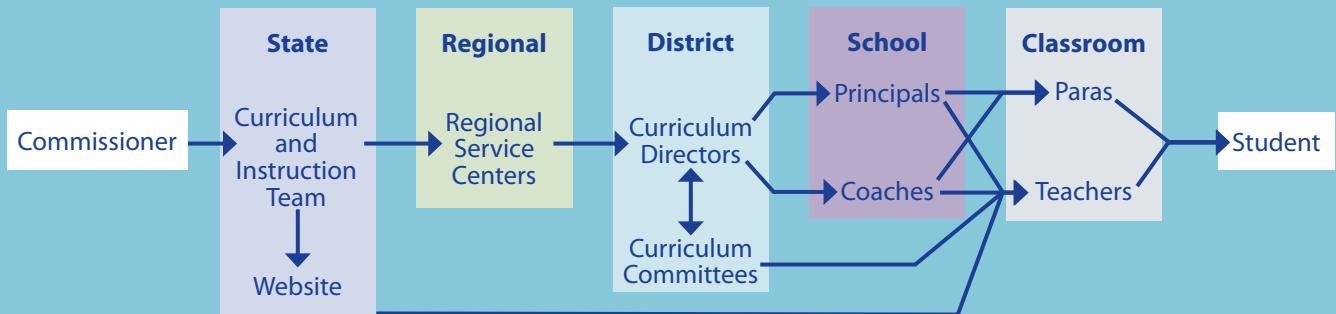 Commissioner
State
Curriculum
and
Instruction
Team
Website
Regional
Regional
Service
Centers
District
Curriculum
Directors
Curriculum
Committees
School
Principals
Coaches
Classroom
Paras
Teachers
Student